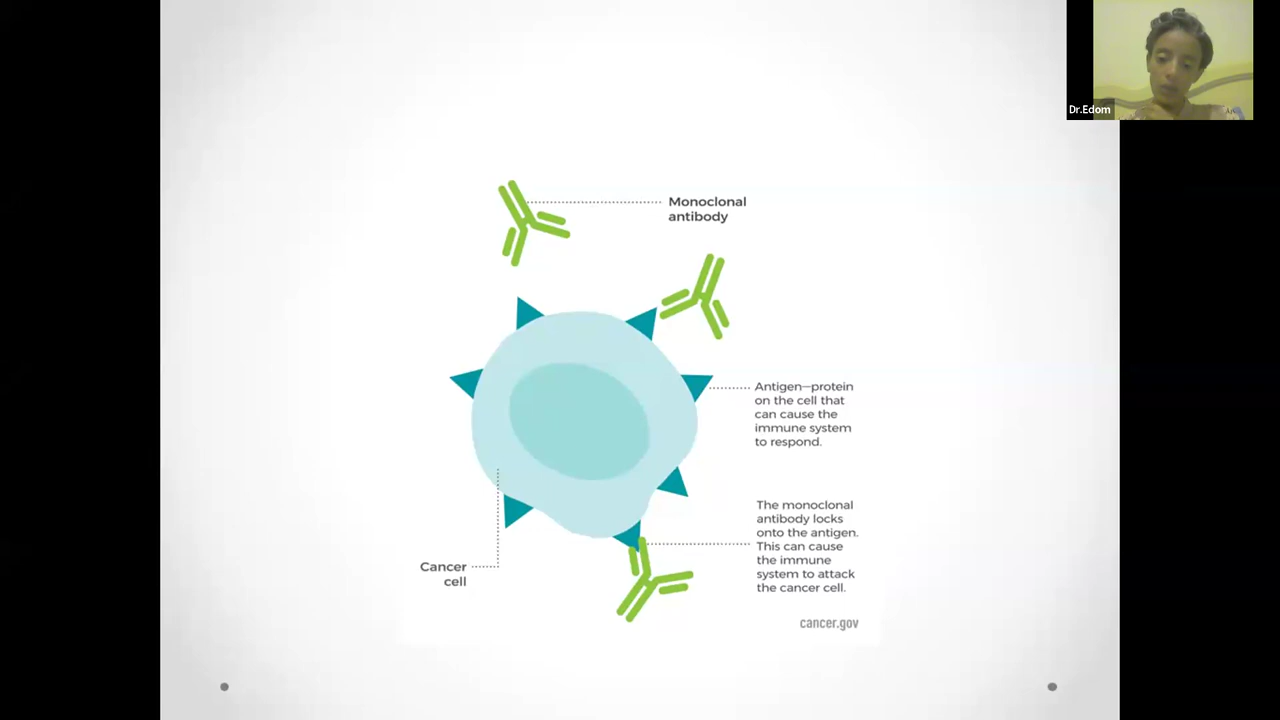 Dr.Edom
Monoclonal
antibody
Antigen—protein
on the cell that
can cause the
immune system
to respond.
The monoclonal
antibody locks
onto the antigen.
This can cause
the immune
system to attack
the cancer cell.
Cancer
cell
cancer.gov